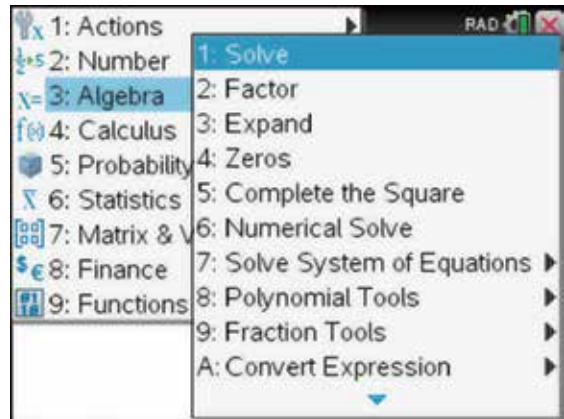 1: Actions
2: Number
3: Algebra
4: Calculus
5: Probability
6: Statistics
7: Matrix & V
8: Finance
9: Functions
RAD
1: Solve
2: Factor
3: Expand
4: Zeros
5: Complete the Square
6: Numerical Solve
7: Solve System of Equations
8: Polynomial Tools
9: Fraction Tools
A: Convert Expression